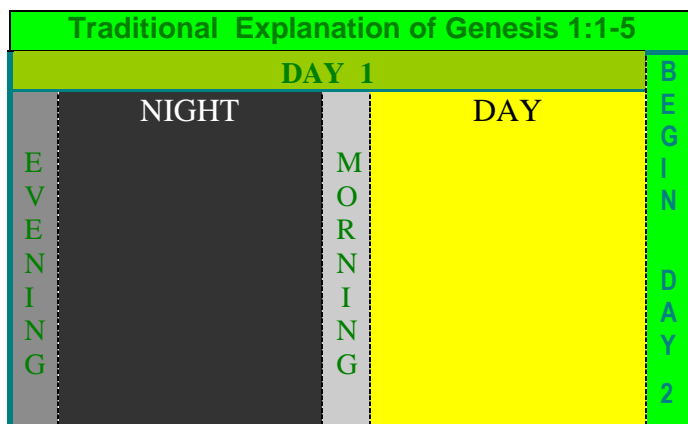 Traditional Explanation of Genesis 1:1-5
DAY 1
EVENING
NIGHT
MORNING
DAY
BEGIN DAY 2